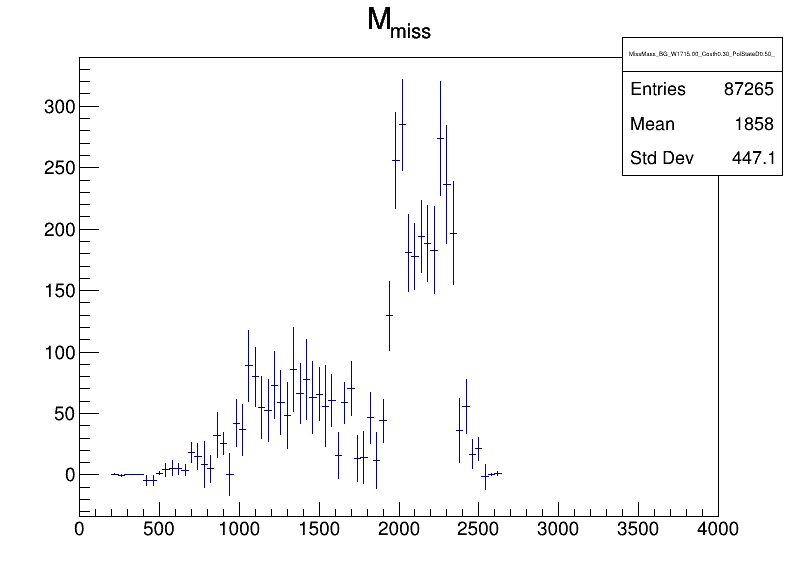 M_miss
MissMass_BG_W1715.00_Costh0.30_PolStateD0.50_
Entries 87265
Mean 1858
Std Dev 447.1
300
250
200
150
100
50
0
0 500 1000 1500 2000 2500 3000 3500 4000